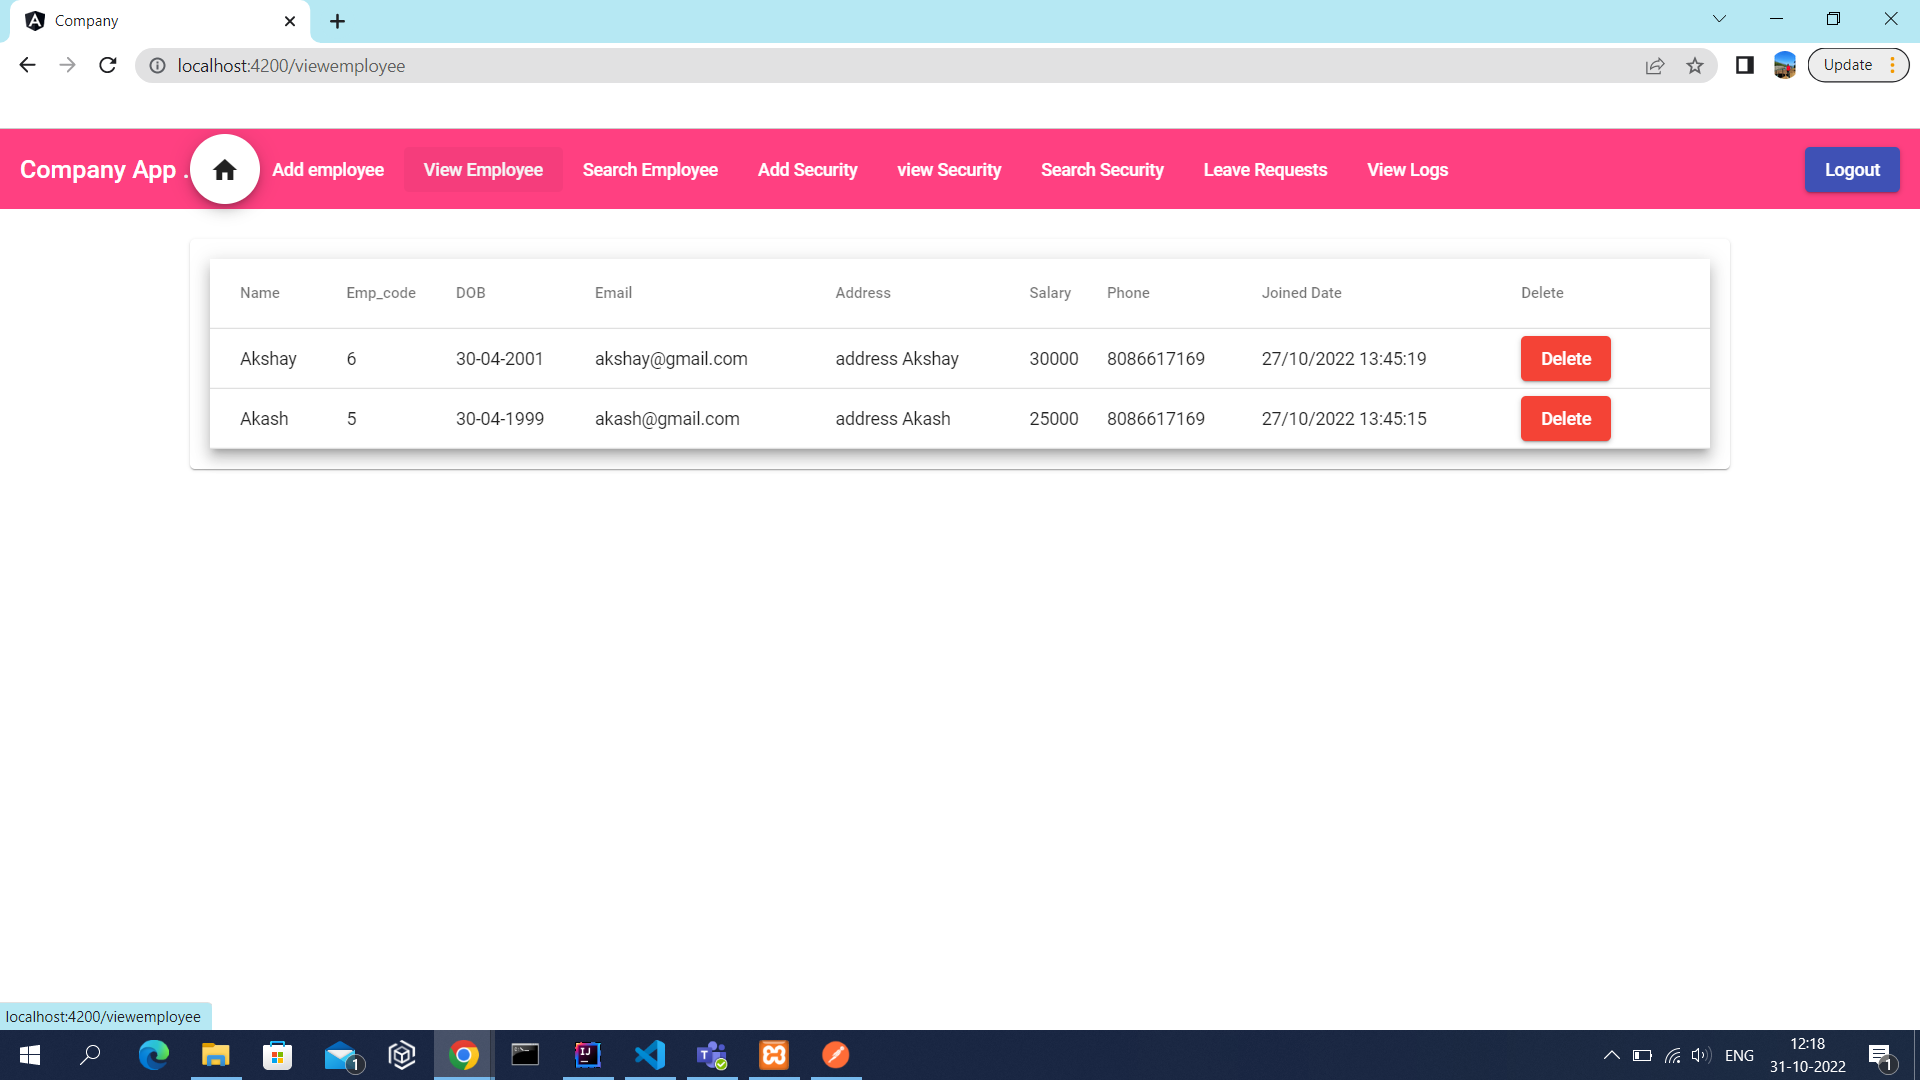 Company
localhost:4200/viewemployee
Update
Company App .
Add employee
View Employee
Search Employee
Add Security
view Security
Search Security
Leave Requests
View Logs
Logout
Name Emp_code DOB Email Address Salary Phone Joined Date Delete
Akshay 6 30-04-2001 akshay@gmail.com address Akshay 30000 8086617169 27/10/2022 13:45:19 Delete
Akash 5 30-04-1999 akash@gmail.com address Akash 25000 8086617169 27/10/2022 13:45:15 Delete
localhost:4200/viewemployee
1
IJ
T
ENG
12:18
31-10-2022
1